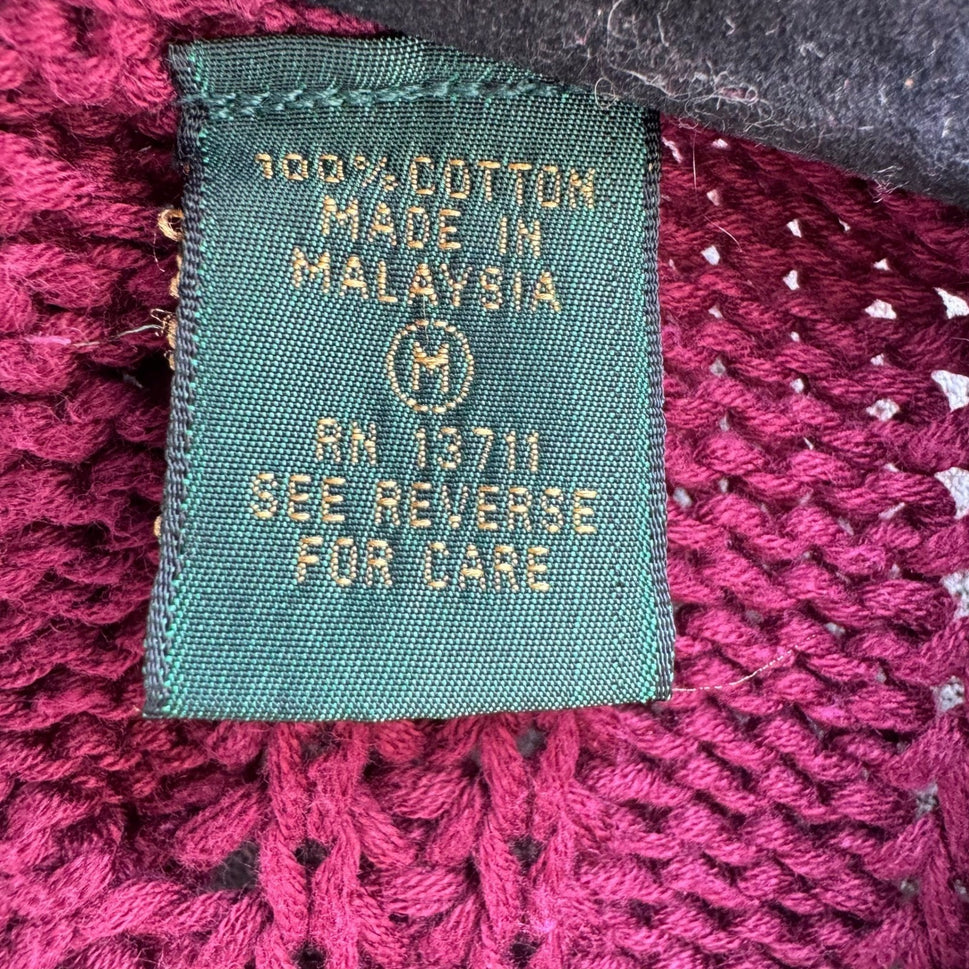 100% COTTON
MADE IN
MALAYSIA
M
RN 13711
SEE REVERSE
FOR CARE